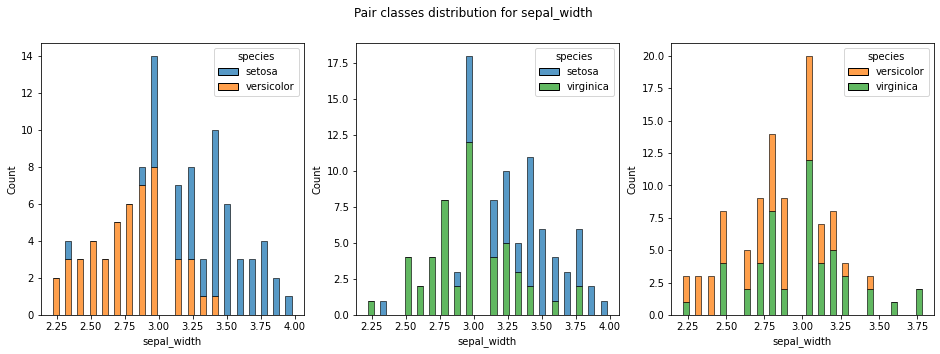 Pair classes distribution for sepal_width
species
setosa
versicolor
Count
14
12
10
8
6
4
2
0
2.25 2.50 2.75 3.00 3.25 3.50 3.75 4.00
sepal_width
species
setosa
virginica
Count
17.5
15.0
12.5
10.0
7.5
5.0
2.5
0.0
2.25 2.50 2.75 3.00 3.25 3.50 3.75 4.00
sepal_width
species
versicolor
virginica
Count
20.0
17.5
15.0
12.5
10.0
7.5
5.0
2.5
0.0
2.25 2.50 2.75 3.00 3.25 3.50 3.75
sepal_width